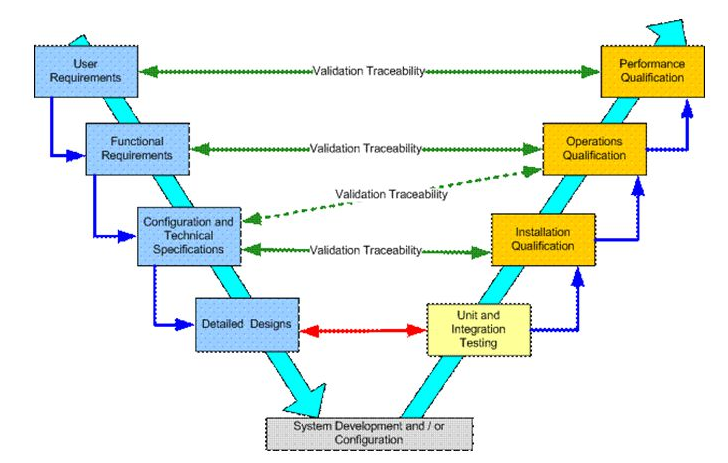 User
Requirements
Validation Traceability
Performance
Qualification
Functional
Requirements
Validation Traceability
Operations
Qualification
Validation Traceability
Configuration and
Technical
Specifications
Validation Traceability
Installation
Qualification
Detailed Designs
Unit and
Integration
Testing
System Development and / or
Configuration